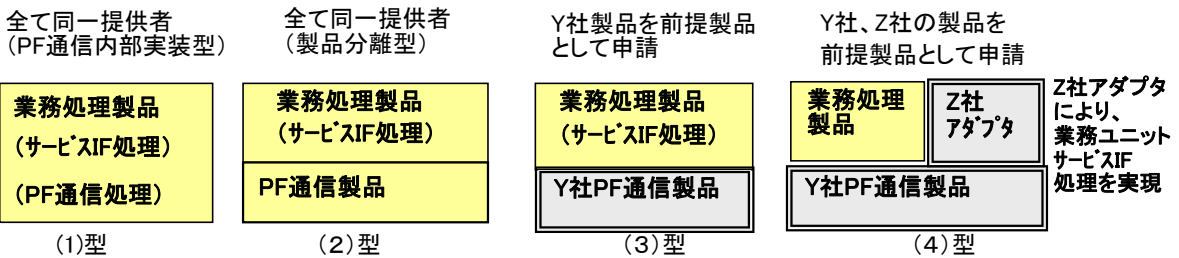 全て同一提供者
(PF通信内部実装型)
業務処理製品
(サービスIF処理)
(PF通信処理)
(1)型
全て同一提供者
(製品分離型)
業務処理製品
(サービスIF処理)
PF通信製品
(2)型
Y社製品を前提製品
として申請
業務処理製品
(サービスIF処理)
Y社PF通信製品
(3)型
Y社、Z社の製品を
前提製品として申請
業務処理
製品
Z社
アダプタ
Y社PF通信製品
(4)型
Z社アダプタ
により、
業務ユニット
サービスIF
処理を実現